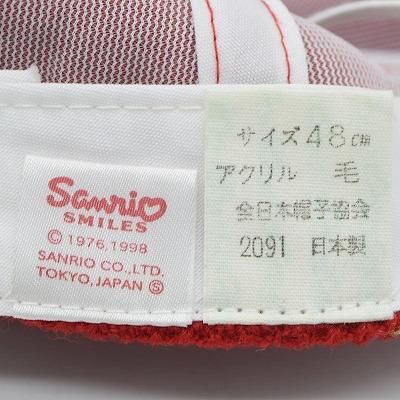 Sanrio
SMILES
© 1976,1998
SANRIO CO.,LTD.
TOKYO,JAPAN Ⓢ
サイズ48cm
アクリル 毛
全日本帽子協会
2091 日本製